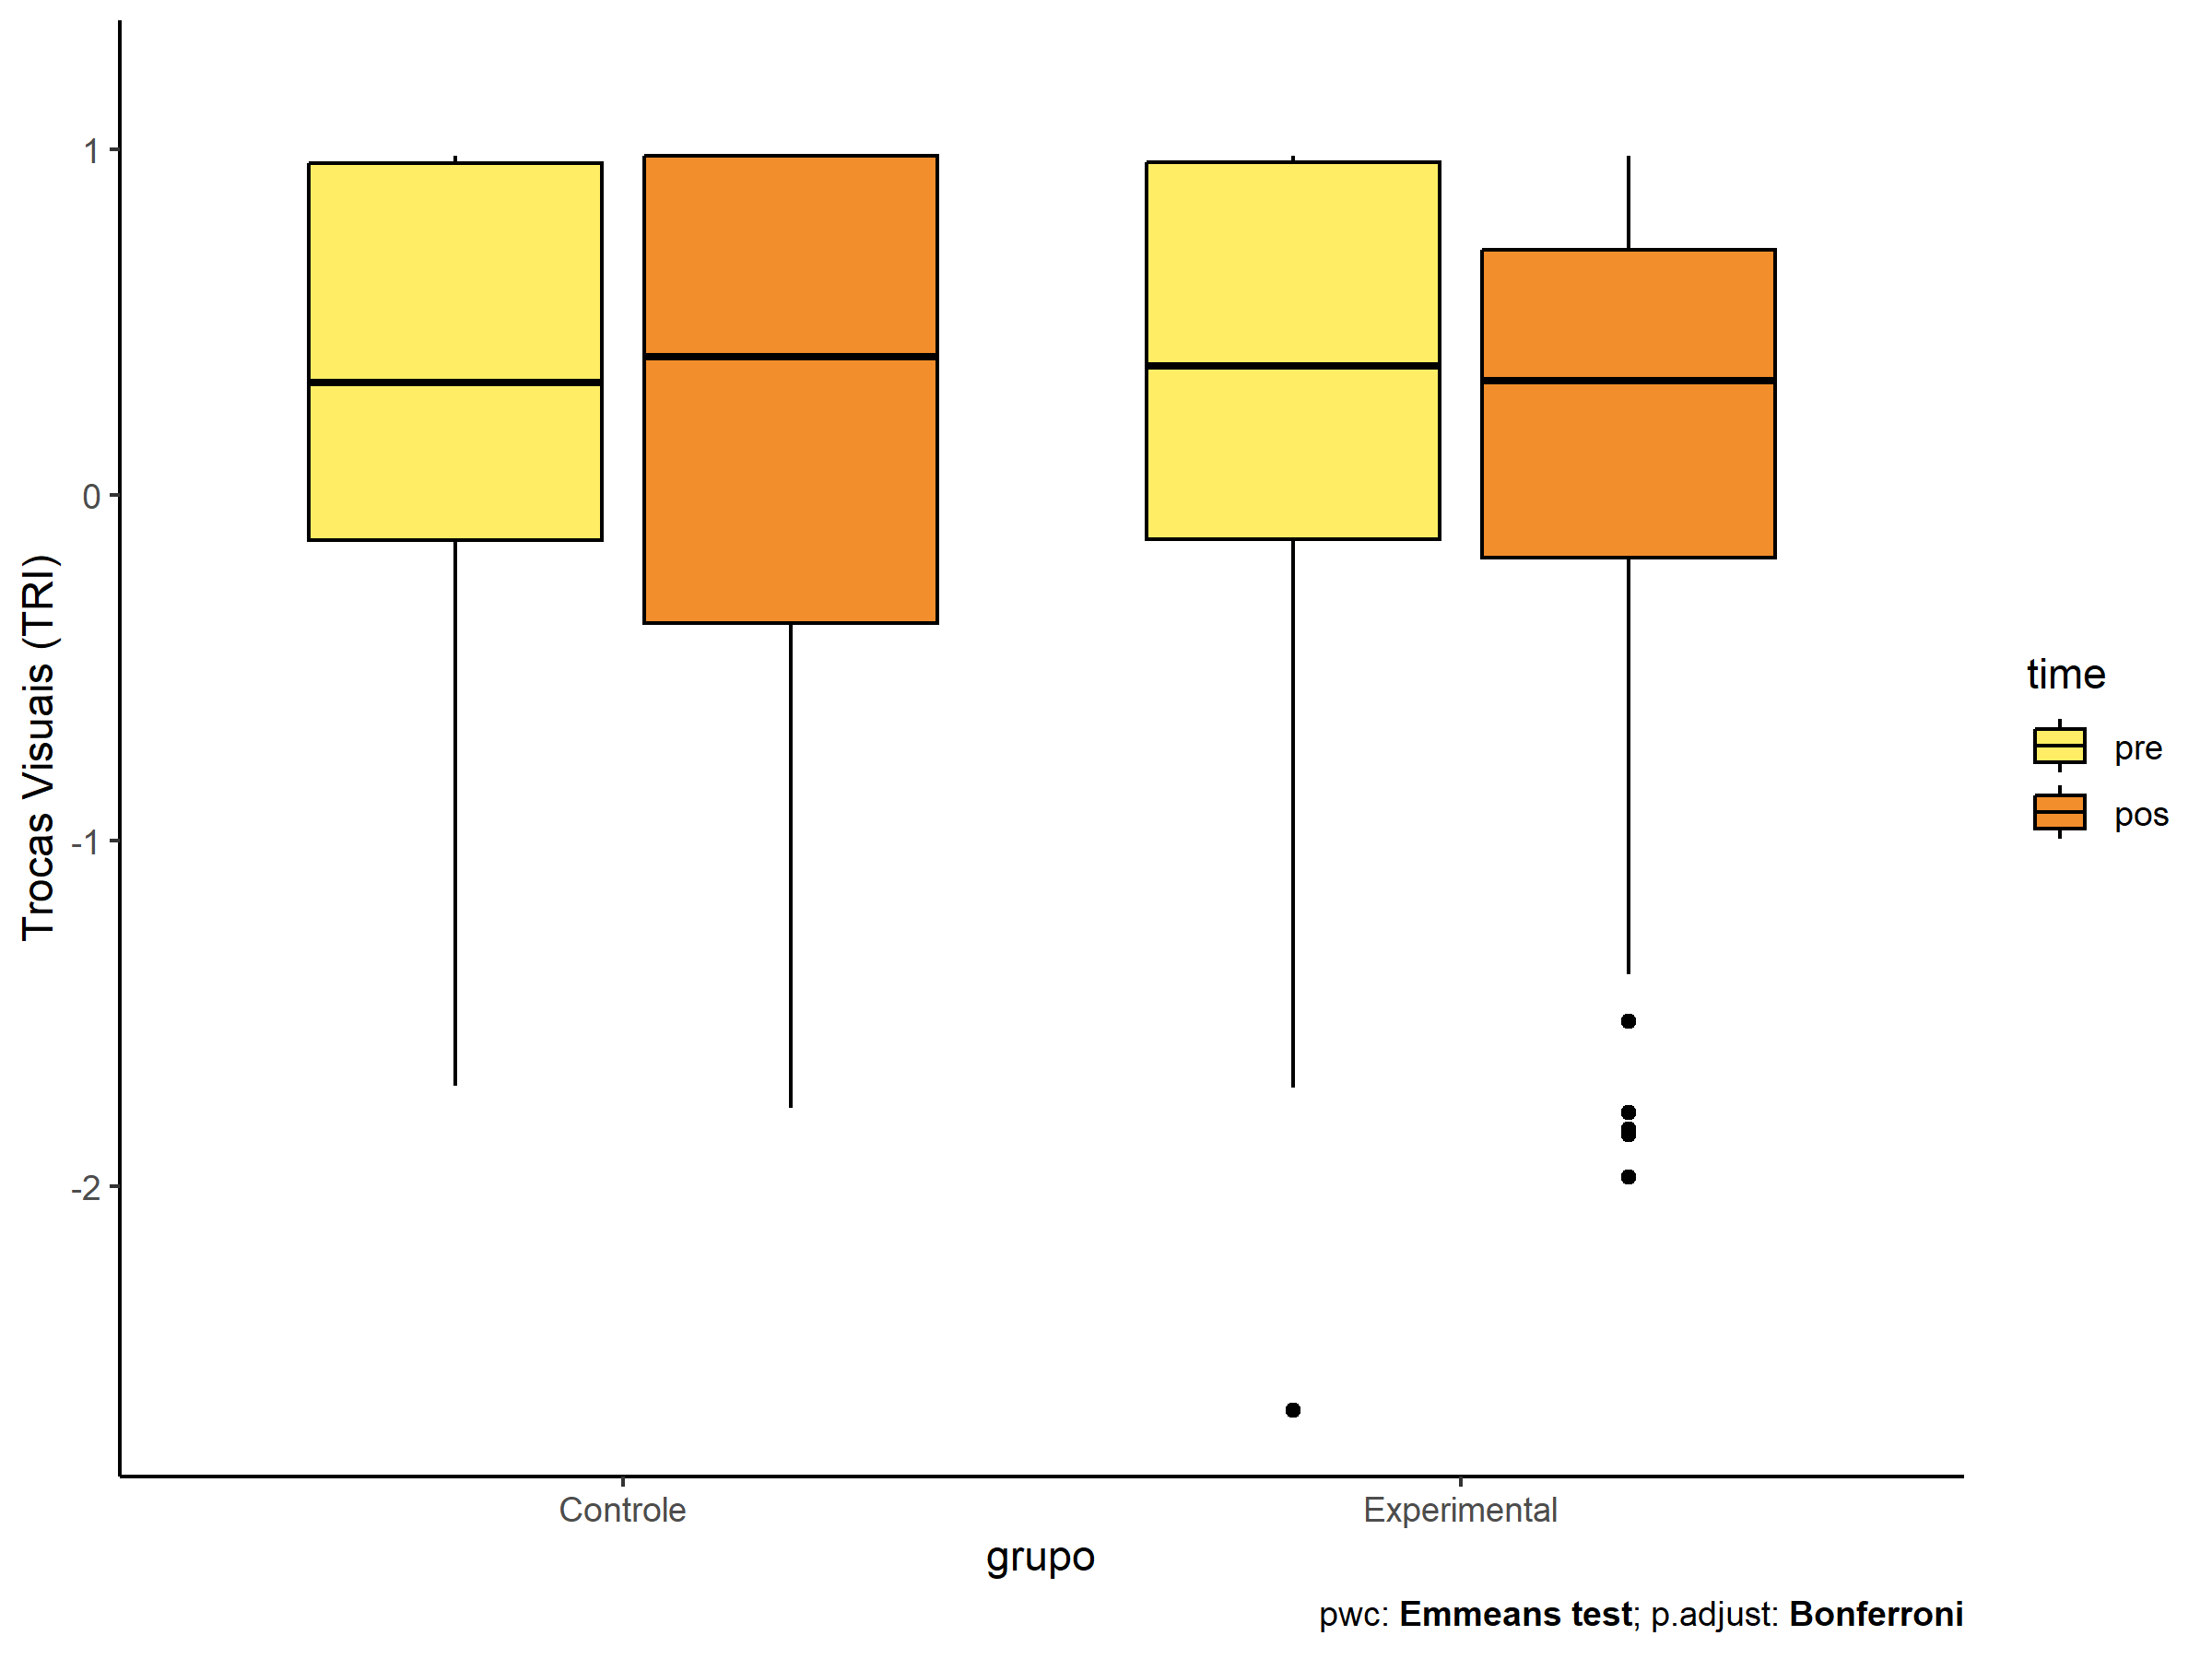 Trocas Visuais (TRI)
1
0
-1
-2
Controle
Experimental
grupo
time
pre
pos
pwc: Emmeans test; p.adjust: Bonferroni